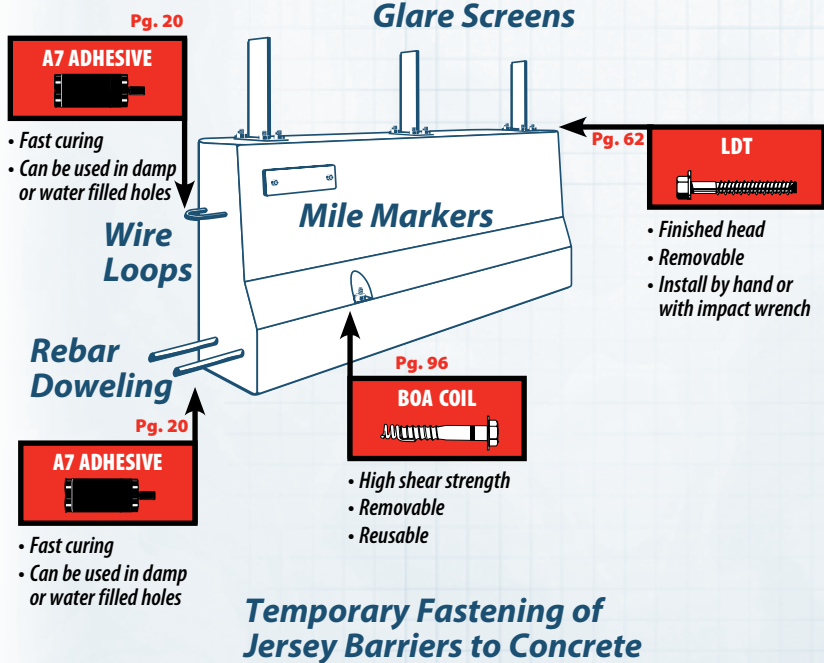 Glare Screens
Pg. 20
A7 ADHESIVE
• Fast curing
• Can be used in damp
or water filled holes
Pg. 62
LDT
• Finished head
• Removable
• Install by hand or
with impact wrench
Mile Markers
Wire
Loops
Rebar
Doweling
Pg. 20
A7 ADHESIVE
• Fast curing
• Can be used in damp
or water filled holes
Pg. 96
BOA COIL
• High shear strength
• Removable
• Reusable
Temporary Fastening of
Jersey Barriers to Concrete